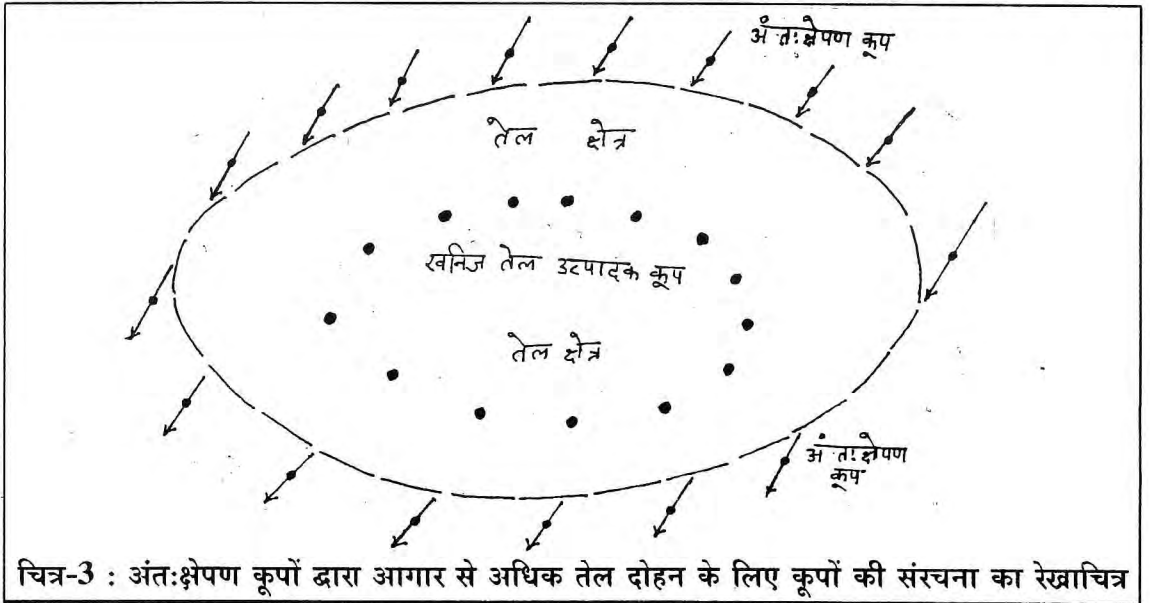 अंतःक्षेपण कूप
तेल क्षेत्र
खनिज तेल उत्पादक कूप
तेल क्षेत्र
अंतःक्षेपण
कूप
चित्र-3 : अंतःक्षेपण कूपों द्वारा आगार से अधिक तेल दोहन के लिए कूपों की संरचना का रेखाचित्र